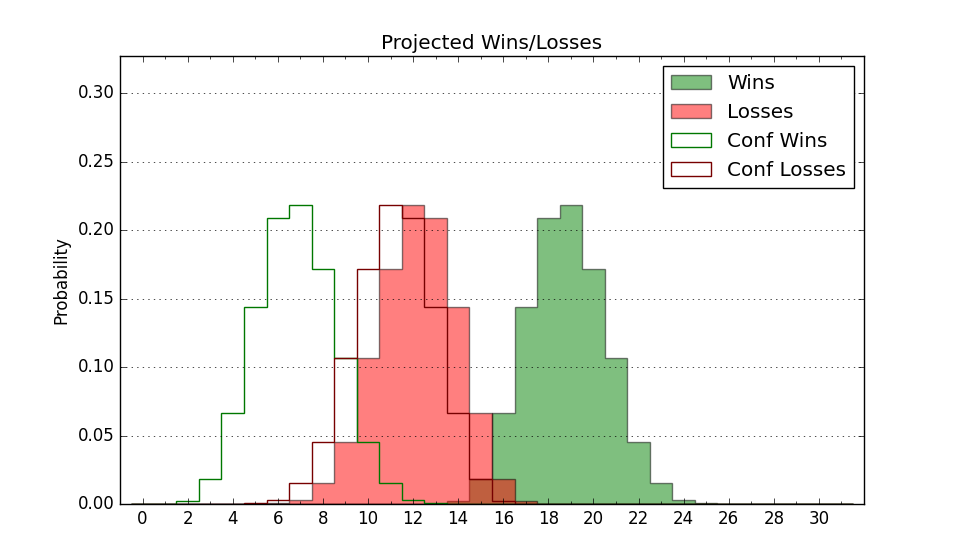 Projected Wins/Losses
Probability
0.30
0.25
0.20
0.15
0.10
0.05
0.00
0 2 4 6 8 10 12 14 16 18 20 22 24 26 28 30
Wins
Losses
Conf Wins
Conf Losses